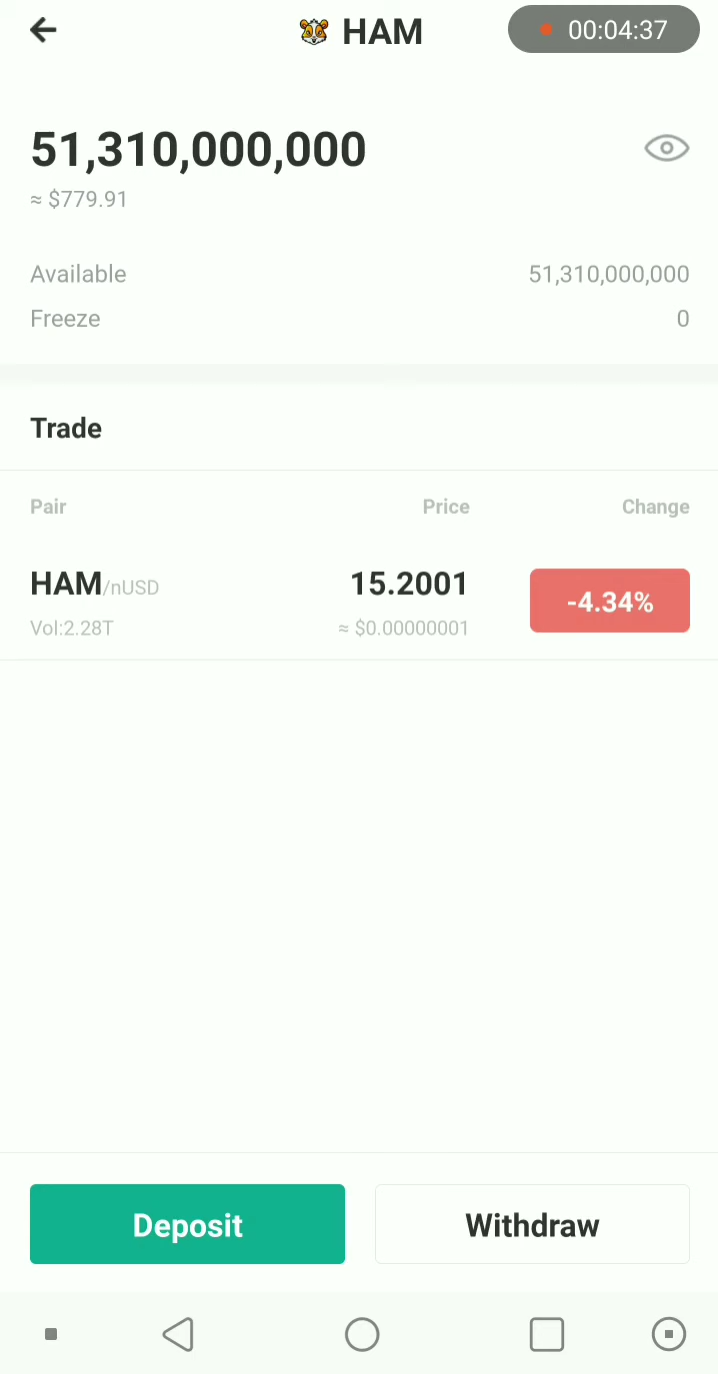 HAM
00:04:37
51,310,000,000
≈ $779.91
Available 51,310,000,000
Freeze 0
Trade
Pair Price Change
HAM/nUSD 15.2001 -4.34%
Vol:2.28T ≈ $0.00000001
Deposit Withdraw